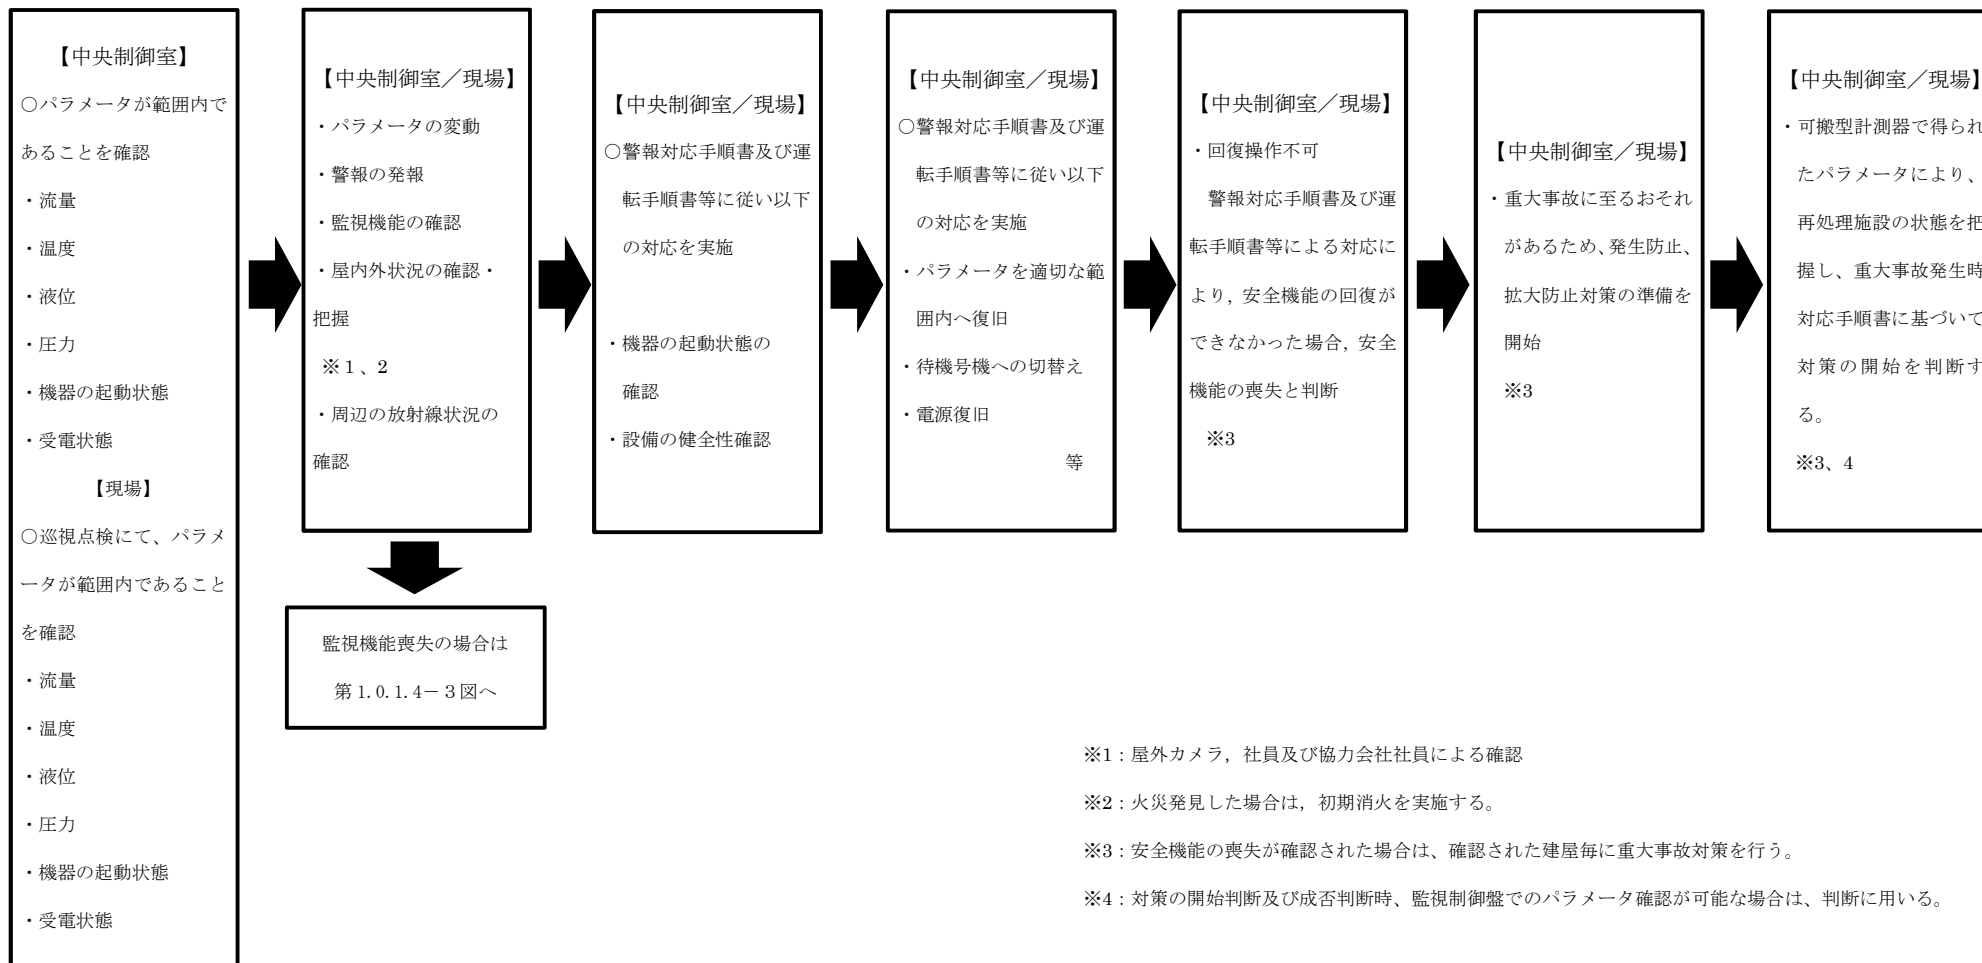 【中央制御室】
○パラメータが範囲内で
あることを確認
・流量
・温度
・液位
・圧力
・機器の起動状態
・受電状態
【現場】
○巡視点検にて、パラメ
ータが範囲内であること
を確認
・流量
・温度
・液位
・圧力
・機器の起動状態
・受電状態
【中央制御室／現場】
・パラメータの変動
・警報の発報
・監視機能の確認
・屋内外状況の確認・
把握
※１、２
・周辺の放射線状況の
確認
監視機能喪失の場合は
第 1.0.1.4－３図へ
【中央制御室／現場】
○警報対応手順書及び運
転手順書等に従い以下
の対応を実施
・機器の起動状態の
確認
・設備の健全性確認
【中央制御室／現場】
○警報対応手順書及び運
転手順書等に従い以下
の対応を実施
・パラメータを適切な範
囲内へ復旧
・待機号機への切替え
・電源復旧
等
【中央制御室／現場】
・回復操作不可
警報対応手順書及び運
転手順書等による対応に
より，安全機能の回復が
できなかった場合，安全
機能の喪失と判断
※3
【中央制御室／現場】
・重大事故に至るおそれ
があるため、発生防止、
拡大防止対策の準備を
開始
※3
【中央制御室／現場】
・可搬型計測器で得られ
たパラメータにより、
再処理施設の状態を把
握し、重大事故発生時
対応手順書に基づいて
対策の開始を判断す
る。
※3、4
※1：屋外カメラ，社員及び協力会社社員による確認
※2：火災発見した場合は，初期消火を実施する。
※3：安全機能の喪失が確認された場合は、確認された建屋毎に重大事故対策を行う。
※4：対策の開始判断及び成否判断時、監視制御盤でのパラメータ確認が可能な場合は、判断に用いる。